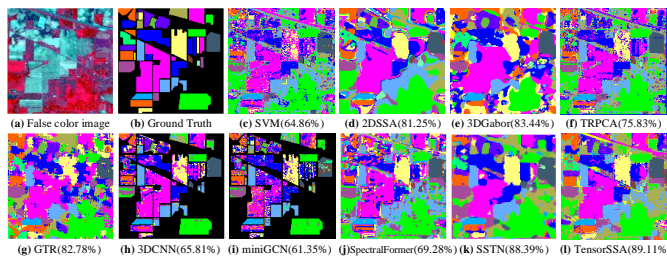 (a) False color image (b) Ground Truth (c) SVM(64.86%) (d) 2DSSA(81.25%) (e) 3DGabor(83.44%) (f) TRPCA(75.83%)
(g) GTR(82.78%) (h) 3DCNN(65.81%) (i) miniGCN(61.35%) (j)SpectralFormer(69.28%) (k) SSTN(88.39%) (l) TensorSSA(89.11%)